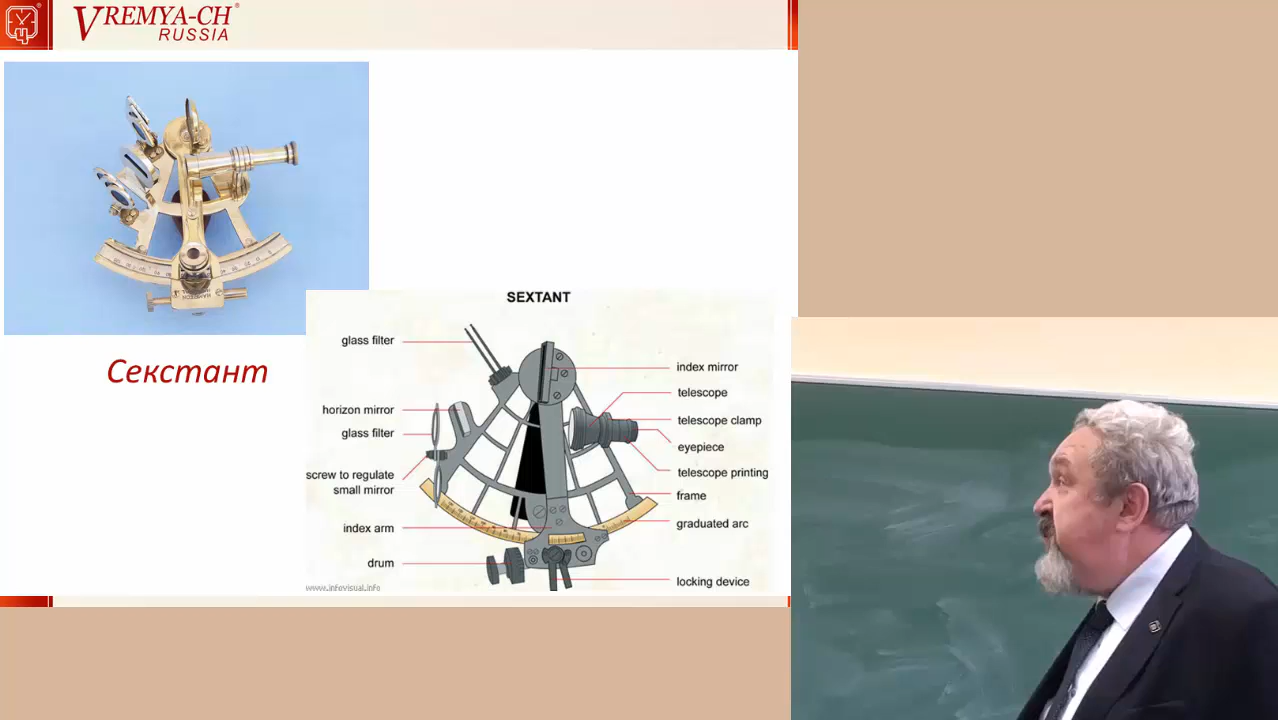 VREMYA-CH®
RUSSIA
Секстант
SEXTANT
glass filter
horizon mirror
glass filter
screw to regulate
small mirror
index arm
drum
index mirror
telescope
telescope clamp
eyepiece
telescope printing
frame
graduated arc
locking device
www.infovisual.info